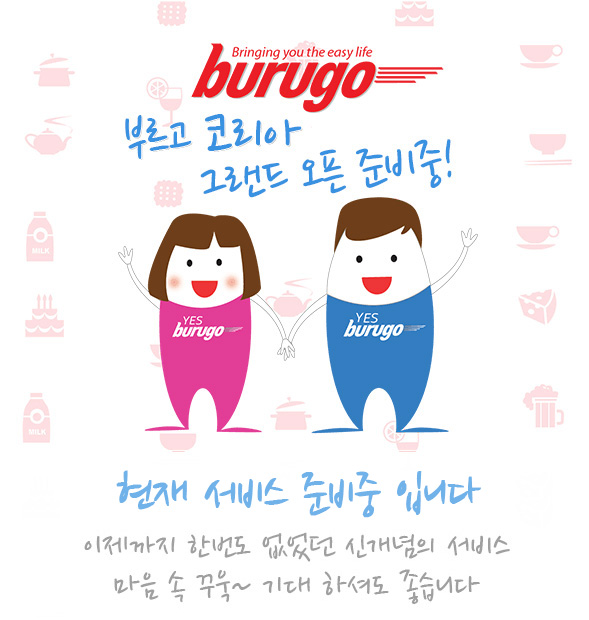 Bringing you the easy life
burugo
부르고 코리아
그랜드 오픈 준비중!
YES
burugo
YES
burugo
MILK
MILK
현재 서비스 준비중 입니다
이제까지 한번도 없었던 신개념의 서비스
마음 속 꾸욱~ 기대 하셔도 좋습니다